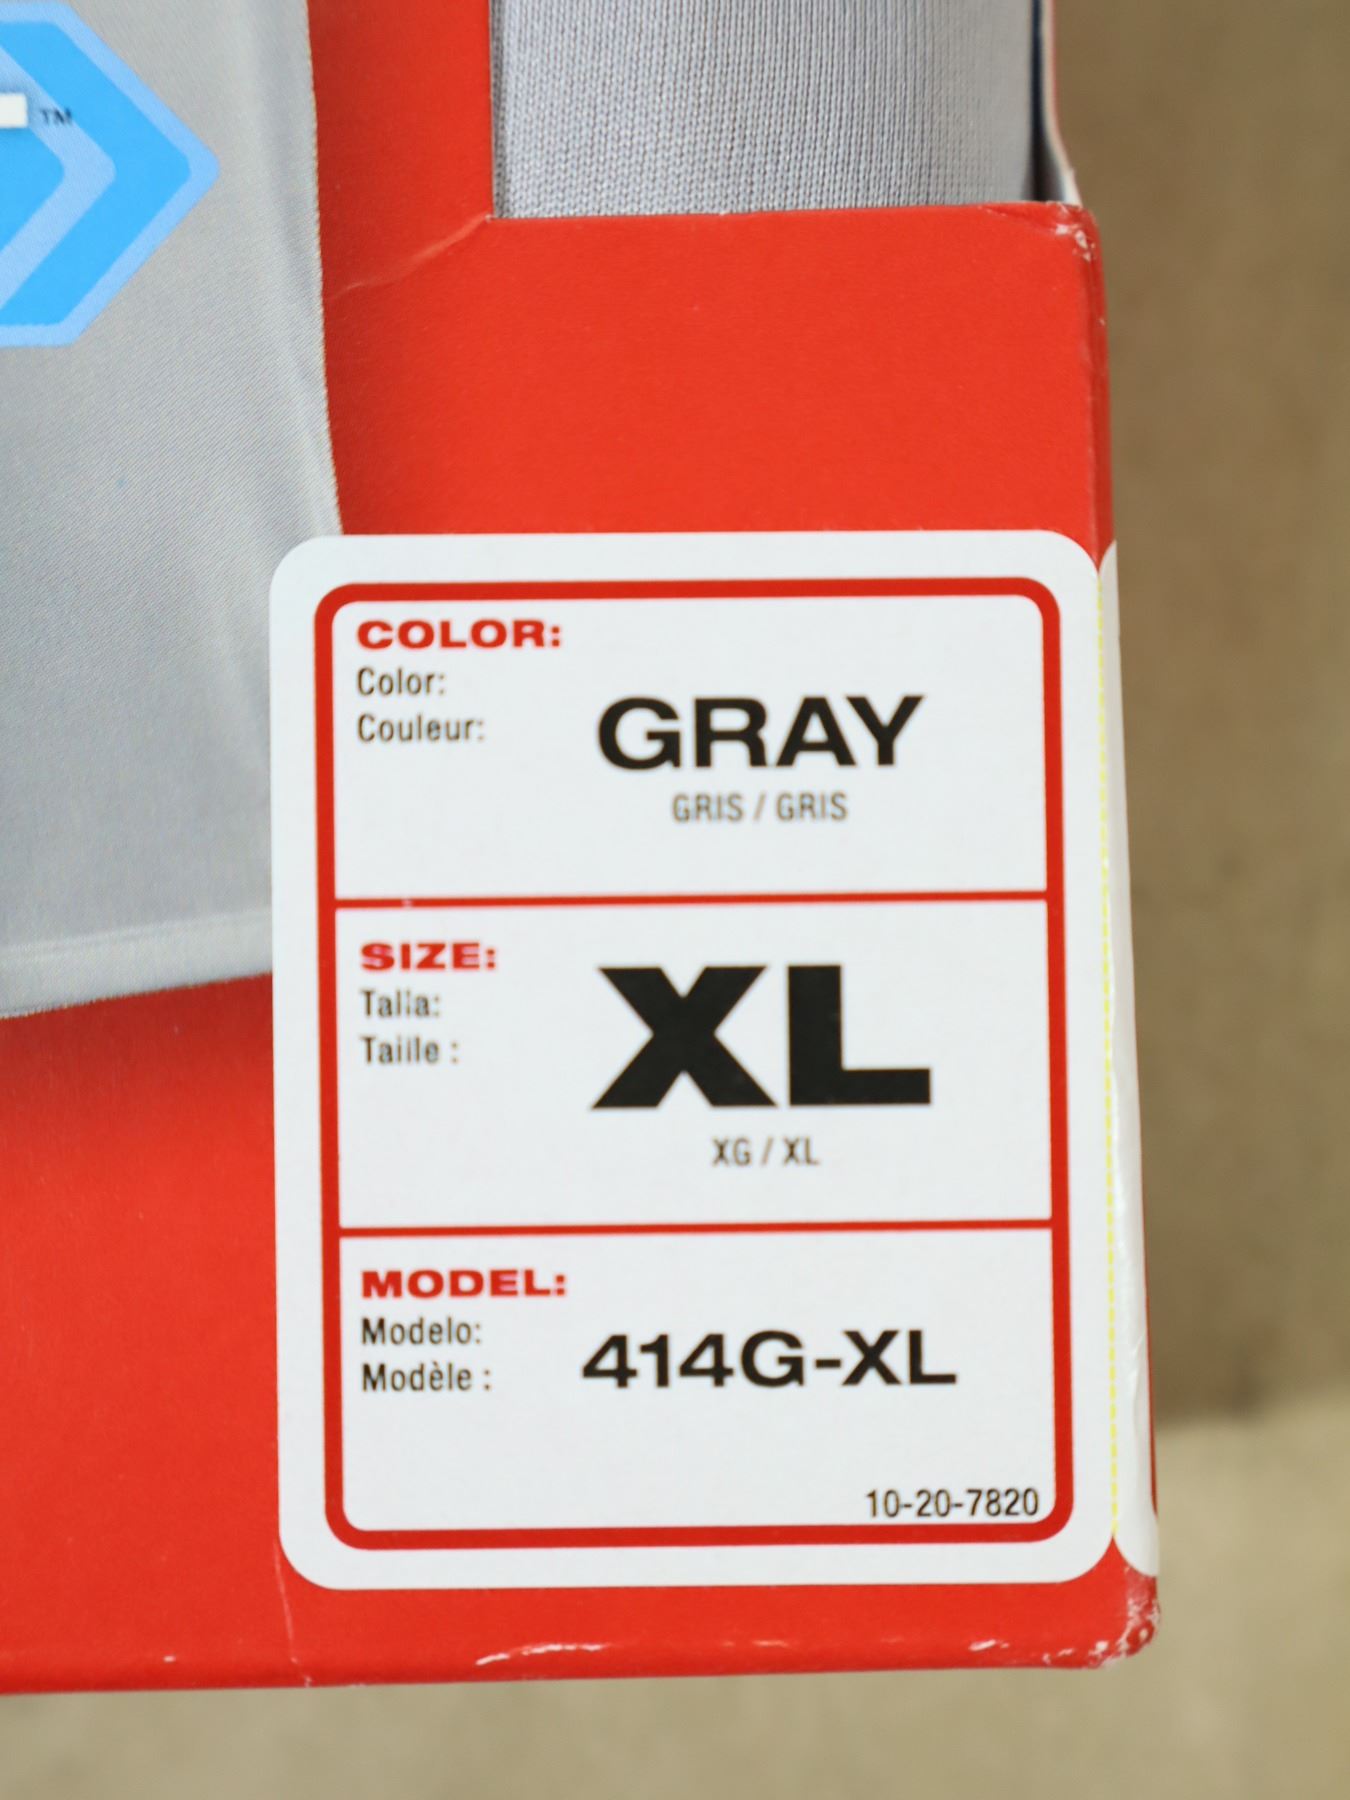 TM
COLOR:
Color:
Couleur:
GRAY
GRIS / GRIS
SIZE:
Talla:
Taille :
XL
XG / XL
MODEL:
Modelo:
Modèle :
414G-XL
10-20-7820